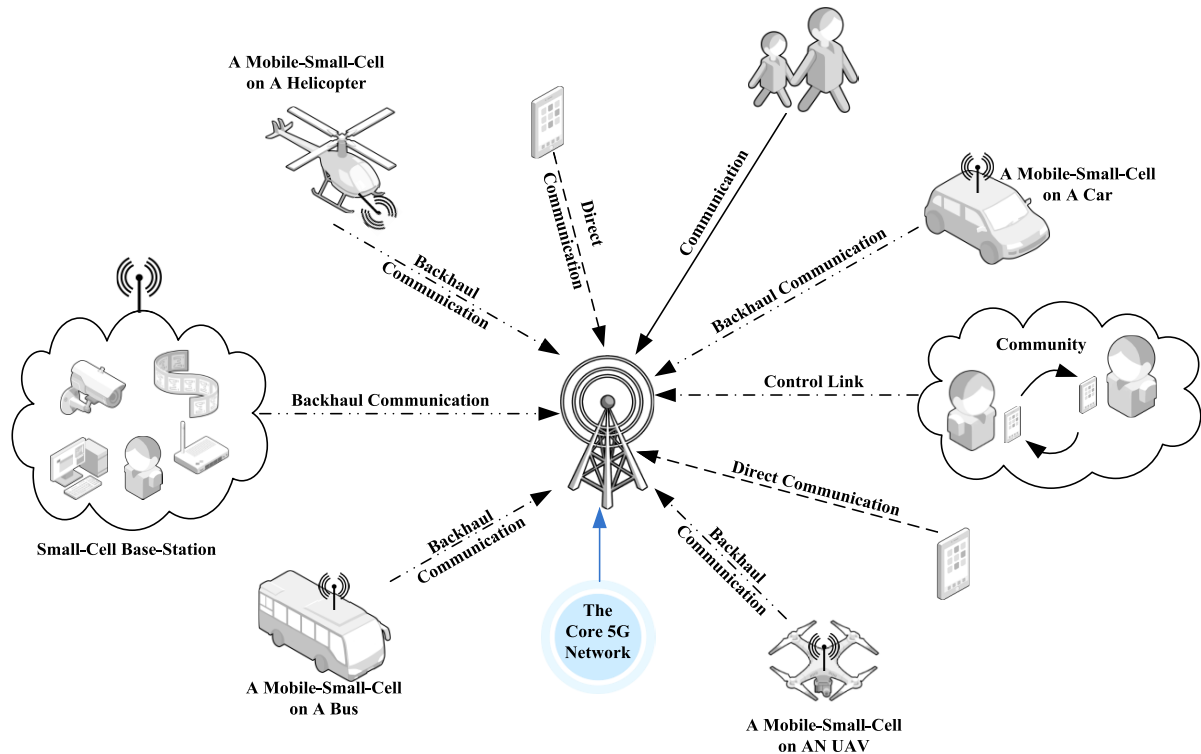 A Mobile-Small-Cell
on A Helicopter
Direct
Communication
Communication
A Mobile-Small-Cell
on A Car
Backhaul
Communication
Backhaul Communication
Community
Backhaul Communication
Control Link
Direct Communication
Small-Cell Base-Station
Backhaul
Communication
Backhaul
Communication
The
Core 5G
Network
A Mobile-Small-Cell
on A Bus
A Mobile-Small-Cell
on AN UAV